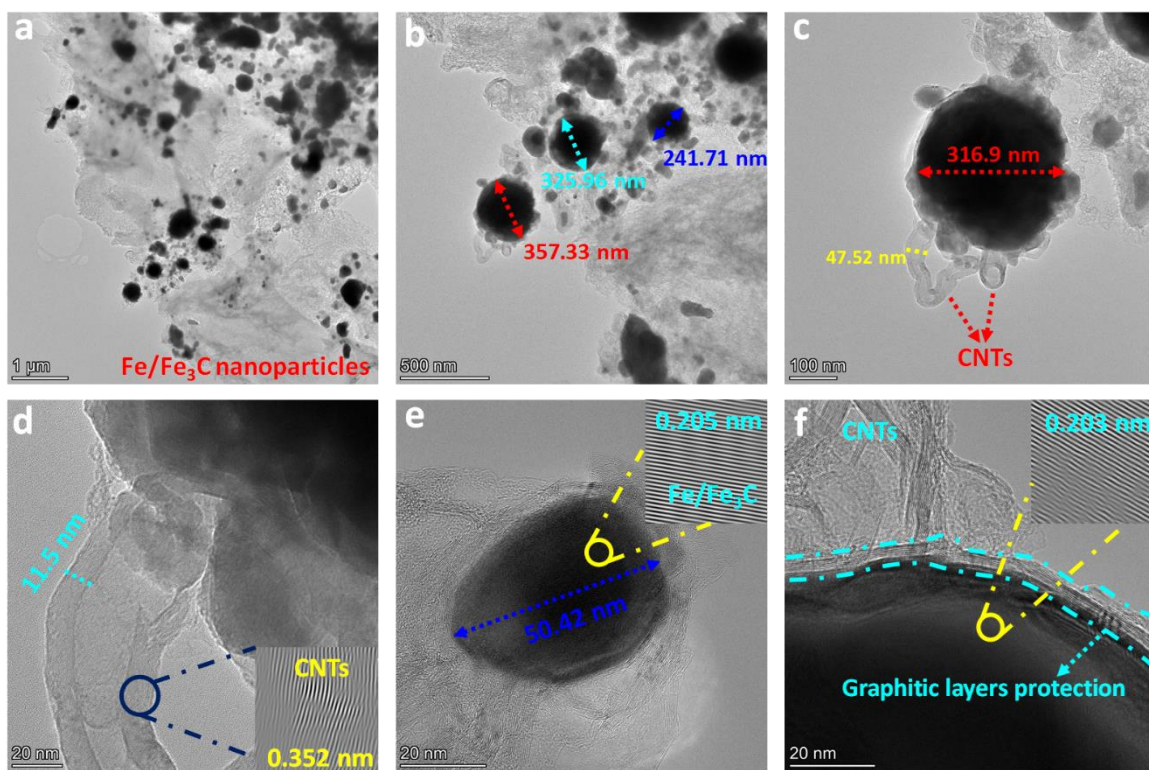 a
1 μm
Fe/Fe₃C nanoparticles
b
241.71 nm
325.96 nm
357.33 nm
500 nm
c
316.9 nm
47.52 nm
CNTs
100 nm
d
11.5 nm
CNTs
0.352 nm
20 nm
e
0.205 nm
Fe/Fe₃C
50.42 nm
20 nm
f
CNTs
0.203 nm
Graphitic layers protection
20 nm